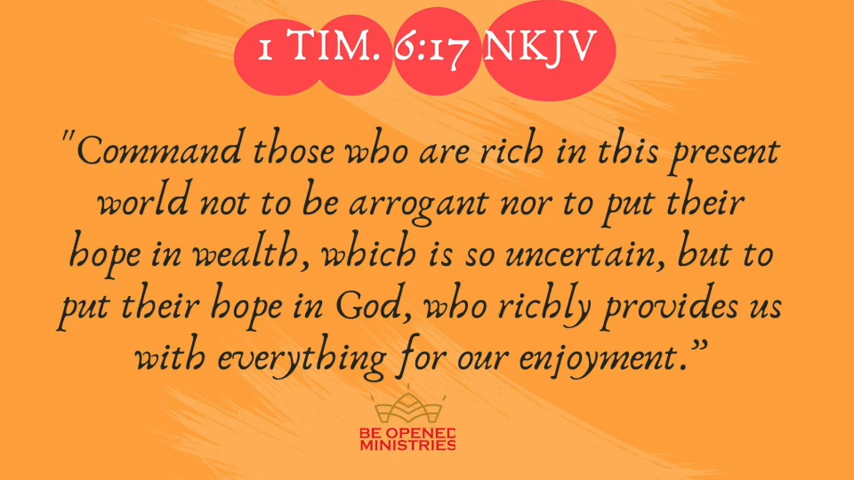 1 TIM. 6:17 NKJV
"Command those who are rich in this present
world not to be arrogant nor to put their
hope in wealth, which is so uncertain, but to
put their hope in God, who richly provides us
with everything for our enjoyment.”
BE OPENED
MINISTRIES